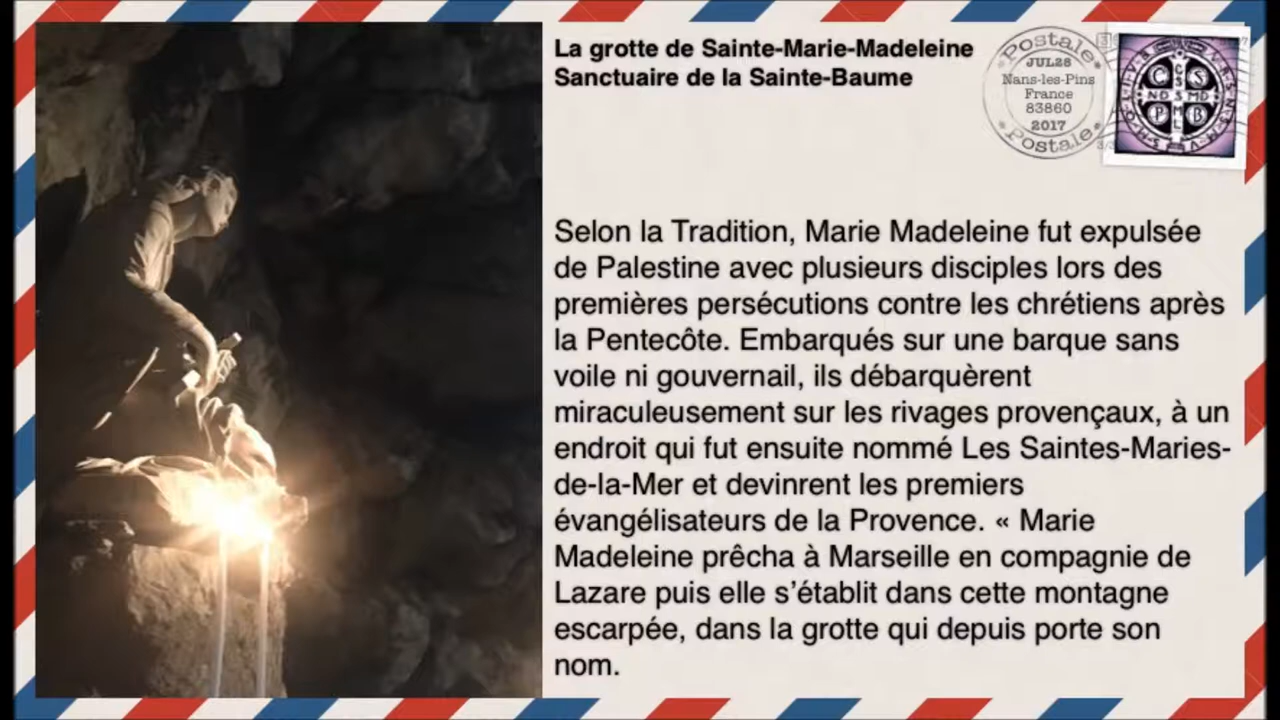 La grotte de Sainte-Marie-Madeleine
Sanctuaire de la Sainte-Baume
Postale
JUL28
Nans-les-Pins
France
83860
2017
Postale
C S
S
S
N D S M D
M
P B
L
Selon la Tradition, Marie Madeleine fut expulsée
de Palestine avec plusieurs disciples lors des
premières persécutions contre les chrétiens après
la Pentecôte. Embarqués sur une barque sans
voile ni gouvernail, ils débarquèrent
miraculeusement sur les rivages provençaux, à un
endroit qui fut ensuite nommé Les Saintes-Maries-
de-la-Mer et devinrent les premiers
évangélisateurs de la Provence. « Marie
Madeleine prêcha à Marseille en compagnie de
Lazare puis elle s’établit dans cette montagne
escarpée, dans la grotte qui depuis porte son
nom.